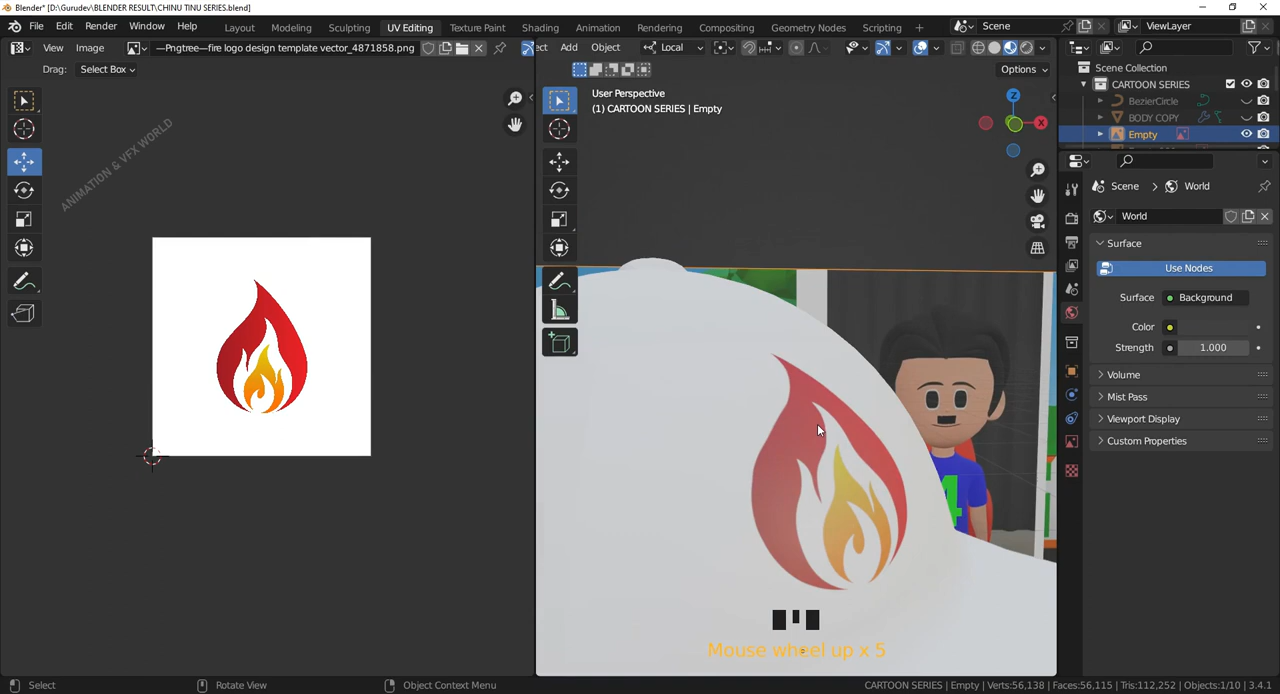 Blender* [D:\Gurudev\BLENDER RESULT\CHINU TINU SERIES.blend]
File Edit Render Window Help Layout Modeling Sculpting UV Editing Texture Paint Shading Animation Rendering Compositing Geometry Nodes Scripting Scene ViewLayer
View Image —Pngtree—fire logo design template vector_4871858.png ect Add Object Local
Drag: Select Box Options
User Perspective
(1) CARTOON SERIES | Empty
Z
X
ANIMATION & VFX WORLD
4
Scene Collection
CARTOON SERIES
BezierCircle
BODY COPY
Empty
Scene > World
World
Surface
Use Nodes
Surface Background
Color
Strength 1.000
Volume
Mist Pass
Viewport Display
Custom Properties
Mouse wheel up x 5
Select Rotate View Object Context Menu CARTOON SERIES | Empty | Verts:56,138 | Faces:56,115 | Tris:112,252 | Objects:1/10 | 3.4.1